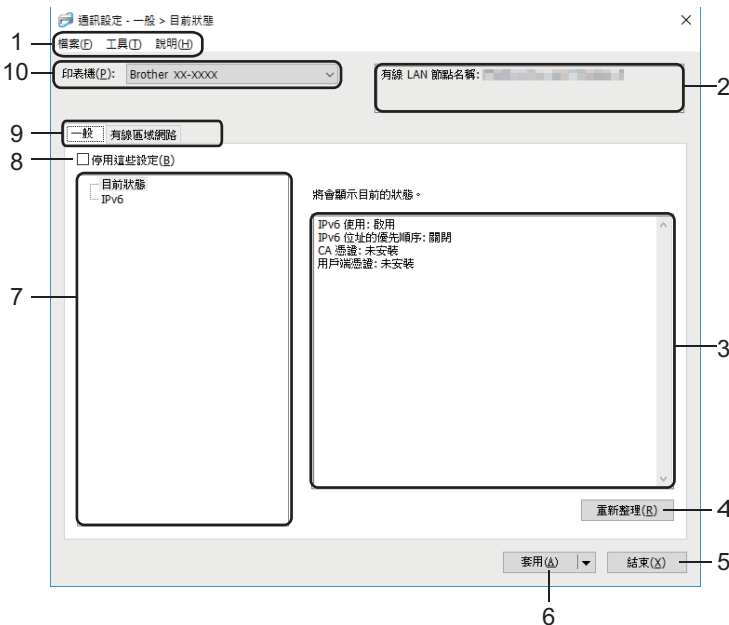 通訊設定 - 一般 > 目前狀態
1
檔案(F) 工具(T) 說明(H)
10
印表機(P): Brother XX-XXXX
有線 LAN 節點名稱:
2
9
一般 有線區域網路
8
停用這些設定(B)
目前狀態
IPv6
將會顯示目前的狀態。
IPv6 使用: 啟用
IPv6 位址的優先順序: 關閉
CA 憑證: 未安裝
用戶端憑證: 未安裝
7
3
重新整理(R)
4
套用(A)
結束(X)
5
6